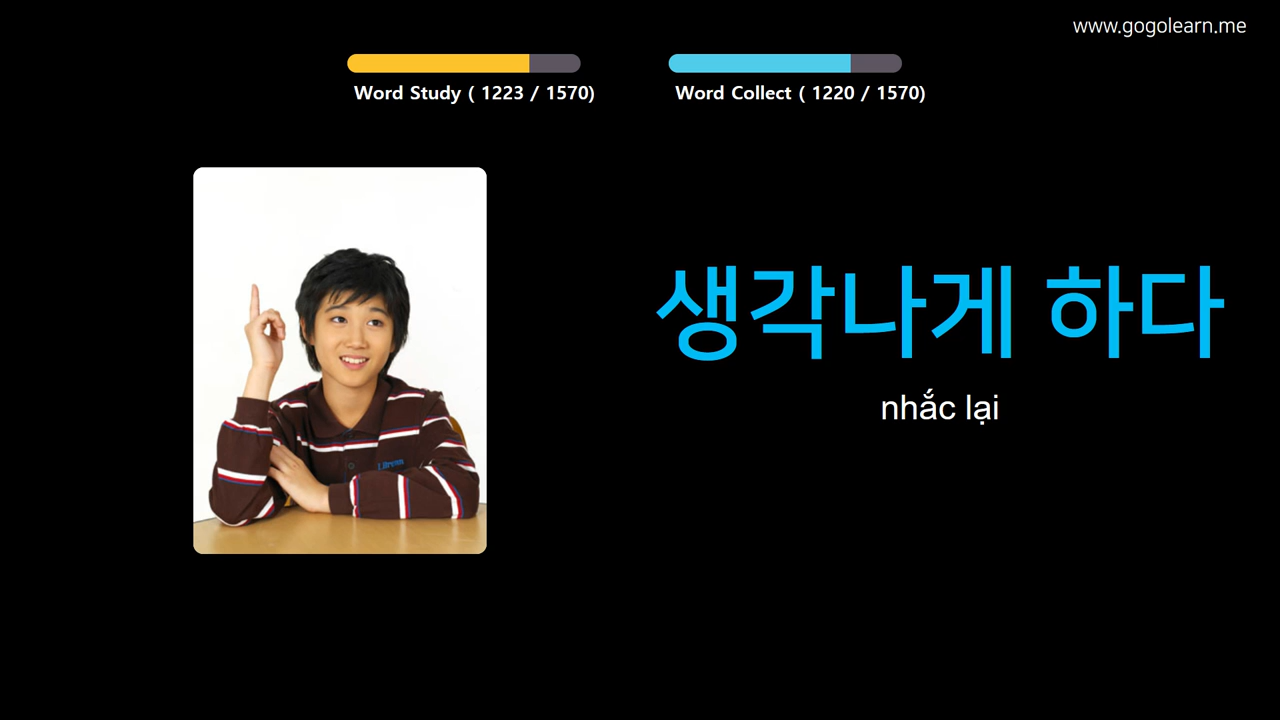 www.gogolearn.me
Word Study ( 1223 / 1570)
Word Collect ( 1220 / 1570)
생각나게 하다
nhắc lại